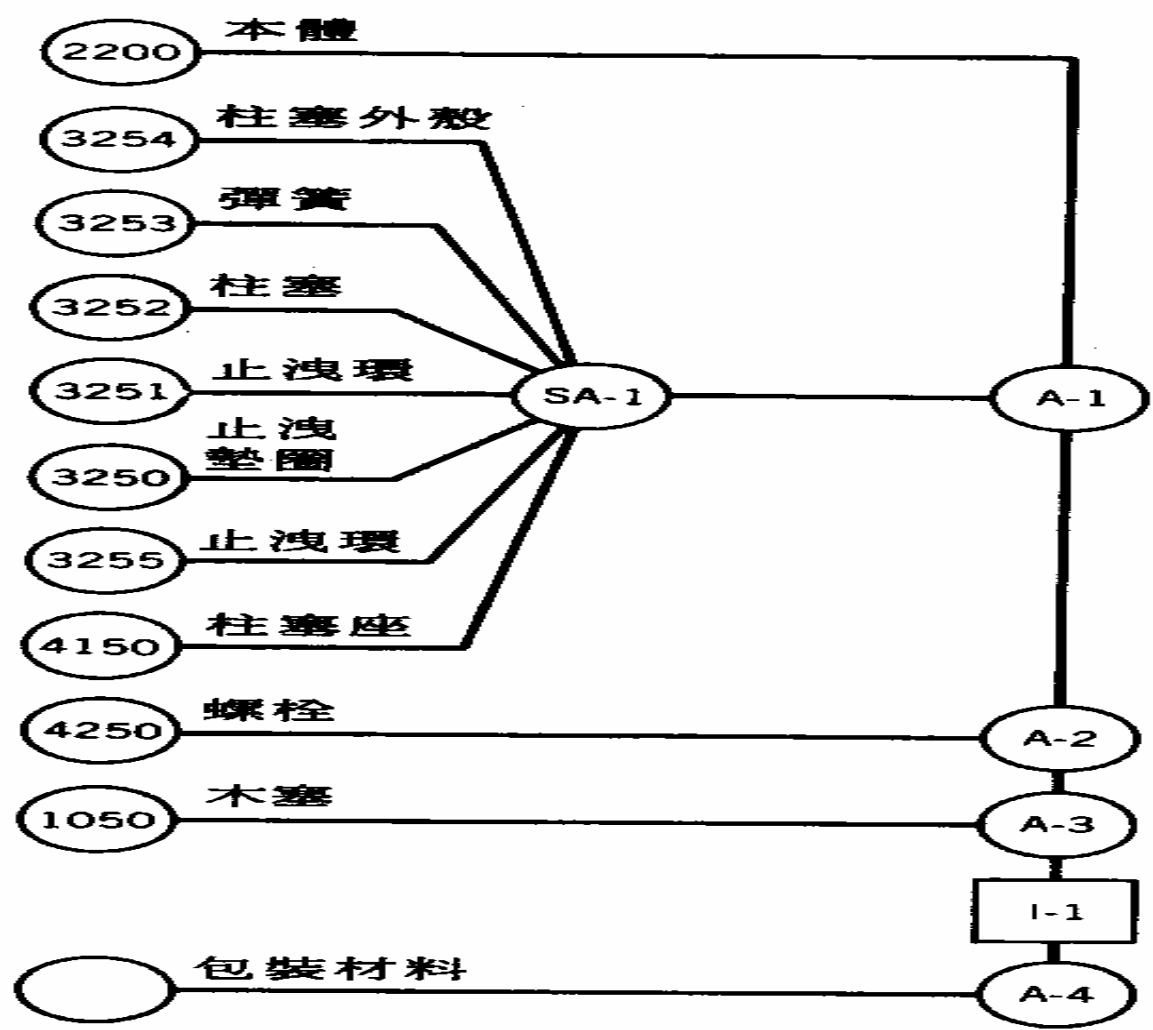 本體
2200
柱塞外殼
3254
彈簧
3253
柱塞
3252
止洩環
3251
SA-1
A-1
止洩
墊圈
3250
止洩環
3255
柱塞座
4150
螺栓
4250
A-2
木塞
1050
A-3
I-1
包裝材料
A-4